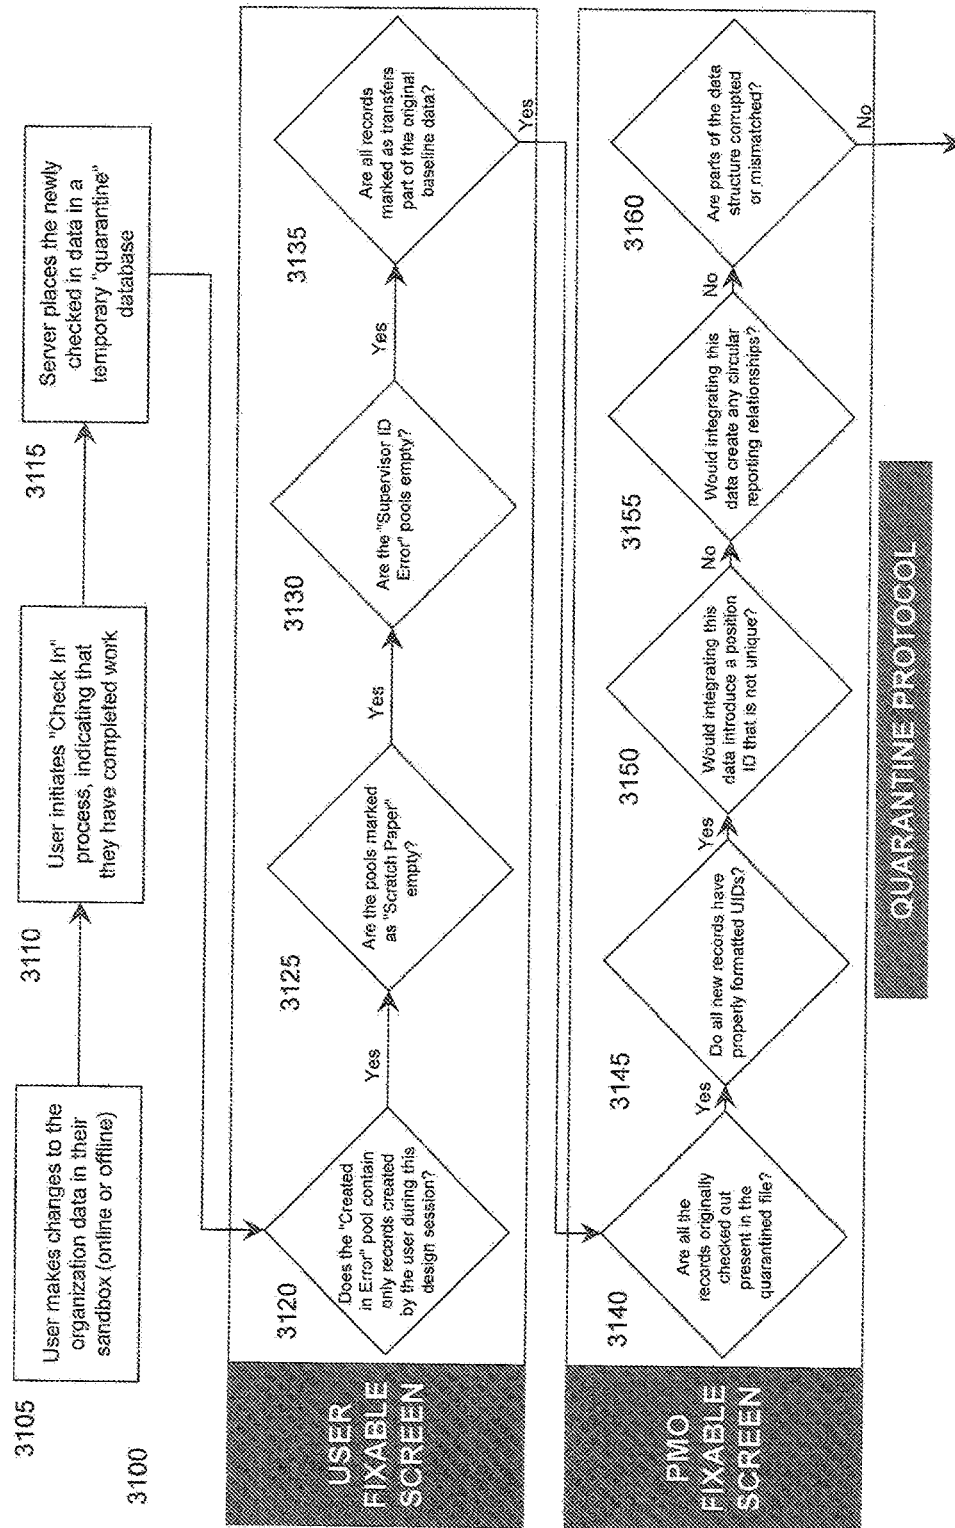 3105
User makes changes to the
organization data in their
sandbox (online or offline)
3110
User initiates "Check In"
process, indicating that
they have completed work
3115
Server places the newly
checked in data in a
temporary "quarantine"
database
3100
USER
FIXABLE
SCREEN
3120
Does the "Created
in Error" pool contain
only records created
by the user during this
design session?
Yes
3125
Are the pools marked
as "Scratch Paper"
empty?
Yes
3130
Are the "Supervisor ID
Error" pools empty?
Yes
3135
Are all records
marked as transfers
part of the original
baseline data?
Yes
PMO
FIXABLE
SCREEN
3140
Are all the
records originally
checked out
present in the
quarantined file?
Yes
3145
Do all new records have
properly formatted UIDs?
Yes
3150
Would integrating this
data introduce a position
ID that is not unique?
No
3155
Would integrating this
data create any circular
reporting relationships?
No
3160
Are parts of the data
structure corrupted
or mismatched?
No
QUARANTINE PROTOCOL